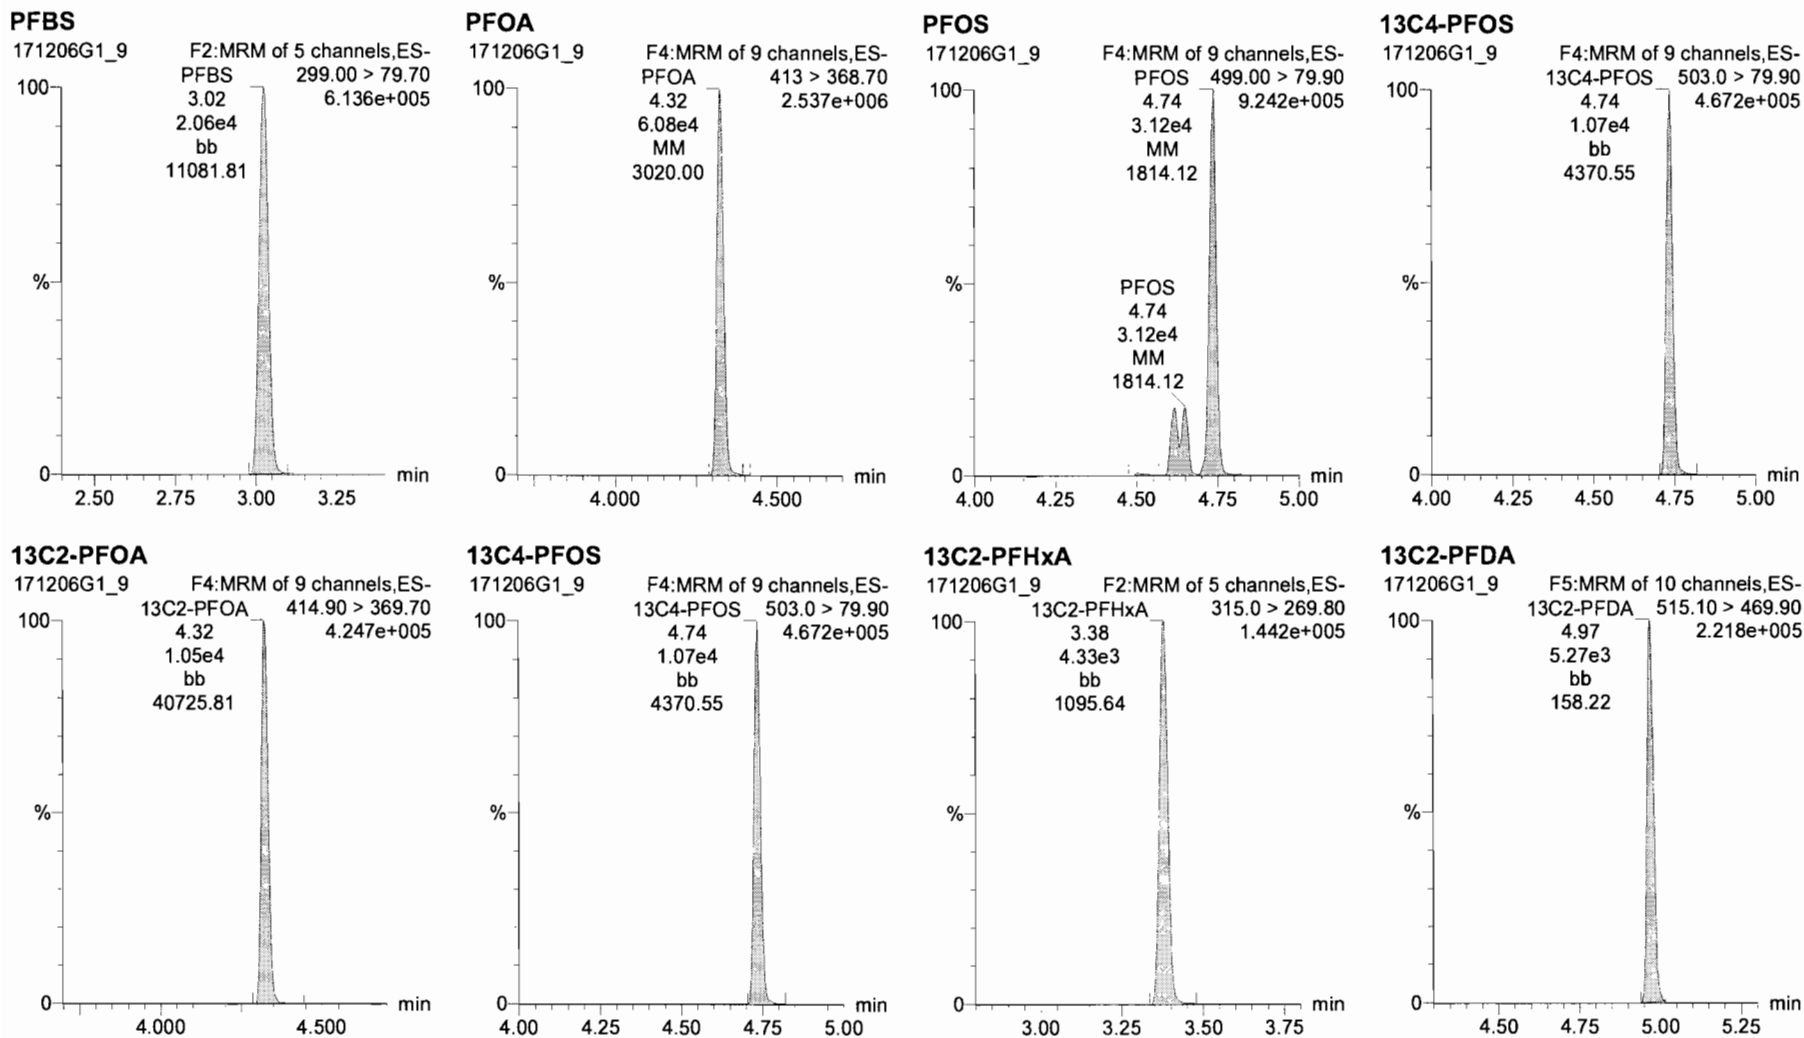 PFBS
171206G1_9
F2:MRM of 5 channels,ES-
299.00 > 79.70
6.136e+005
PFBS
3.02
2.06e4
bb
11081.81
100
%
0
2.50 2.75 3.00 3.25
min
PFOA
171206G1_9
F4:MRM of 9 channels,ES-
413 > 368.70
2.537e+006
PFOA
4.32
6.08e4
MM
3020.00
100
%
0
4.000 4.500
min
PFOS
171206G1_9
F4:MRM of 9 channels,ES-
499.00 > 79.90
9.242e+005
PFOS
4.74
3.12e4
MM
1814.12
PFOS
4.74
3.12e4
MM
1814.12
100
%
0
4.00 4.25 4.50 4.75 5.00
min
13C4-PFOS
171206G1_9
F4:MRM of 9 channels,ES-
503.0 > 79.90
4.672e+005
13C4-PFOS
4.74
1.07e4
bb
4370.55
100
%
0
4.00 4.25 4.50 4.75 5.00
min
13C2-PFOA
171206G1_9
F4:MRM of 9 channels,ES-
414.90 > 369.70
4.247e+005
13C2-PFOA
4.32
1.05e4
bb
40725.81
100
%
0
4.000 4.500
min
13C4-PFOS
171206G1_9
F4:MRM of 9 channels,ES-
503.0 > 79.90
4.672e+005
13C4-PFOS
4.74
1.07e4
bb
4370.55
100
%
0
4.00 4.25 4.50 4.75 5.00
min
13C2-PFHxA
171206G1_9
F2:MRM of 5 channels,ES-
315.0 > 269.80
1.442e+005
13C2-PFHxA
3.38
4.33e3
bb
1095.64
100
%
0
3.00 3.25 3.50 3.75
min
13C2-PFDA
171206G1_9
F5:MRM of 10 channels,ES-
515.10 > 469.90
2.218e+005
13C2-PFDA
4.97
5.27e3
bb
158.22
100
%
0
4.50 4.75 5.00 5.25
min